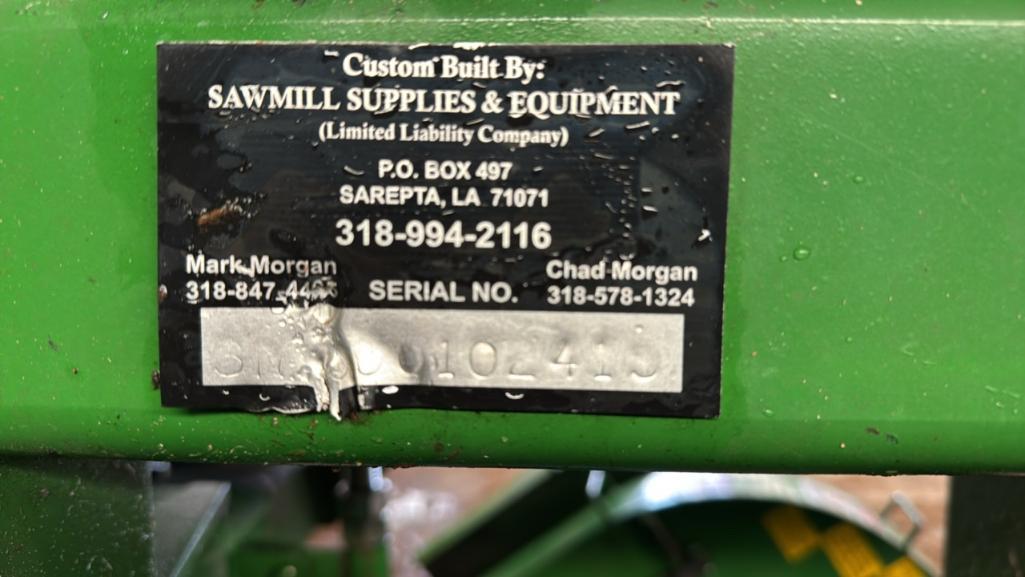 Custom Built By:
SAWMILL SUPPLIES & EQUIPMENT
(Limited Liability Company)
P.O. BOX 497
SAREPTA, LA 71071
318-994-2116
Mark Morgan
Chad Morgan
SERIAL NO.
318-578-1324